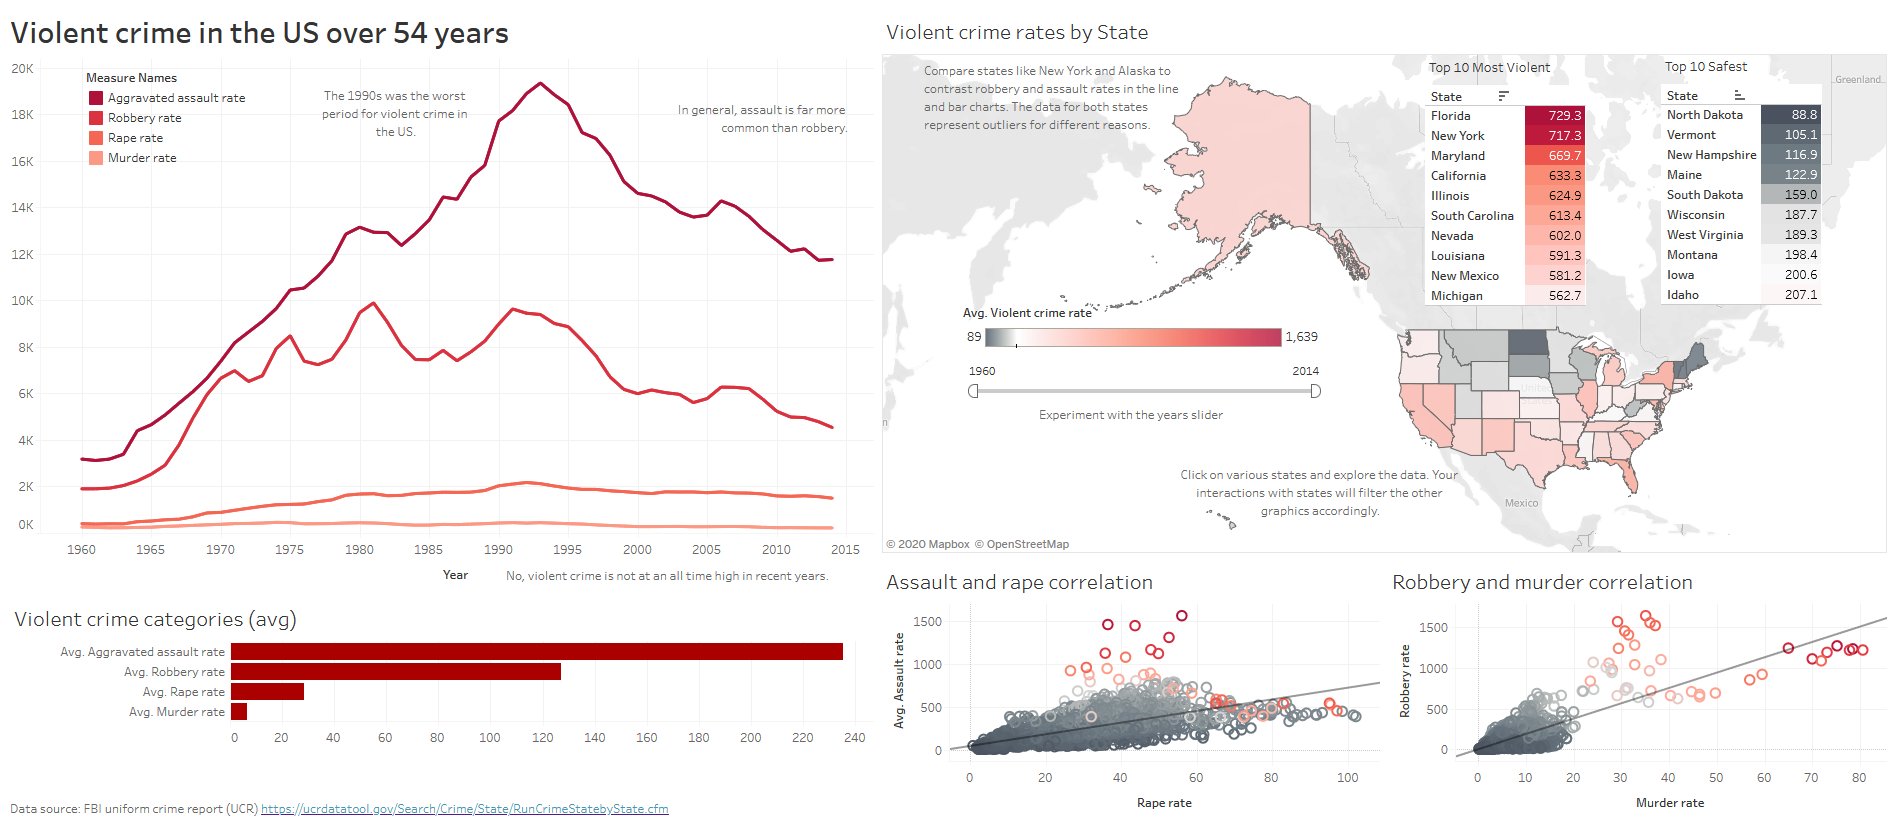 Violent crime in the US over 54 years
Measure Names
Aggravated assault rate
Robbery rate
Rape rate
Murder rate
The 1990s was the worst
period for violent crime in
the US.
In general, assault is far more
common than robbery.
20K
18K
16K
14K
12K
10K
8K
6K
4K
2K
0K
1960 1965 1970 1975 1980 1985 1990 1995 2000 2005 2010 2015
Year
No, violent crime is not at an all time high in recent years.
Violent crime categories (avg)
Avg. Aggravated assault rate
Avg. Robbery rate
Avg. Rape rate
Avg. Murder rate
0 20 40 60 80 100 120 140 160 180 200 220 240
Data source: FBI uniform crime report (UCR) https://ucrdatatool.gov/Search/Crime/State/RunCrimeStatebyState.cfm
Violent crime rates by State
Compare states like New York and Alaska to
contrast robbery and assault rates in the line
and bar charts. The data for both states
represent outliers for different reasons.
Top 10 Most Violent
State
Florida 729.3
New York 717.3
Maryland 669.7
California 633.3
Illinois 624.9
South Carolina 613.4
Nevada 602.0
Louisiana 591.3
New Mexico 581.2
Michigan 562.7
Top 10 Safest
State
North Dakota 88.8
Vermont 105.1
New Hampshire 116.9
Maine 122.9
South Dakota 159.0
Wisconsin 187.7
West Virginia 189.3
Montana 198.4
Iowa 200.6
Idaho 207.1
Greenland
Avg. Violent crime rate
89 1,639
1960 2014
Experiment with the years slider
United
Click on various states and explore the data. Your
interactions with states will filter the other
graphics accordingly.
Mexico
© 2020 Mapbox © OpenStreetMap
Assault and rape correlation
Avg. Assault rate
1500
1000
500
0
0 20 40 60 80 100
Rape rate
Robbery and murder correlation
Robbery rate
1500
1000
500
0
0 10 20 30 40 50 60 70 80
Murder rate